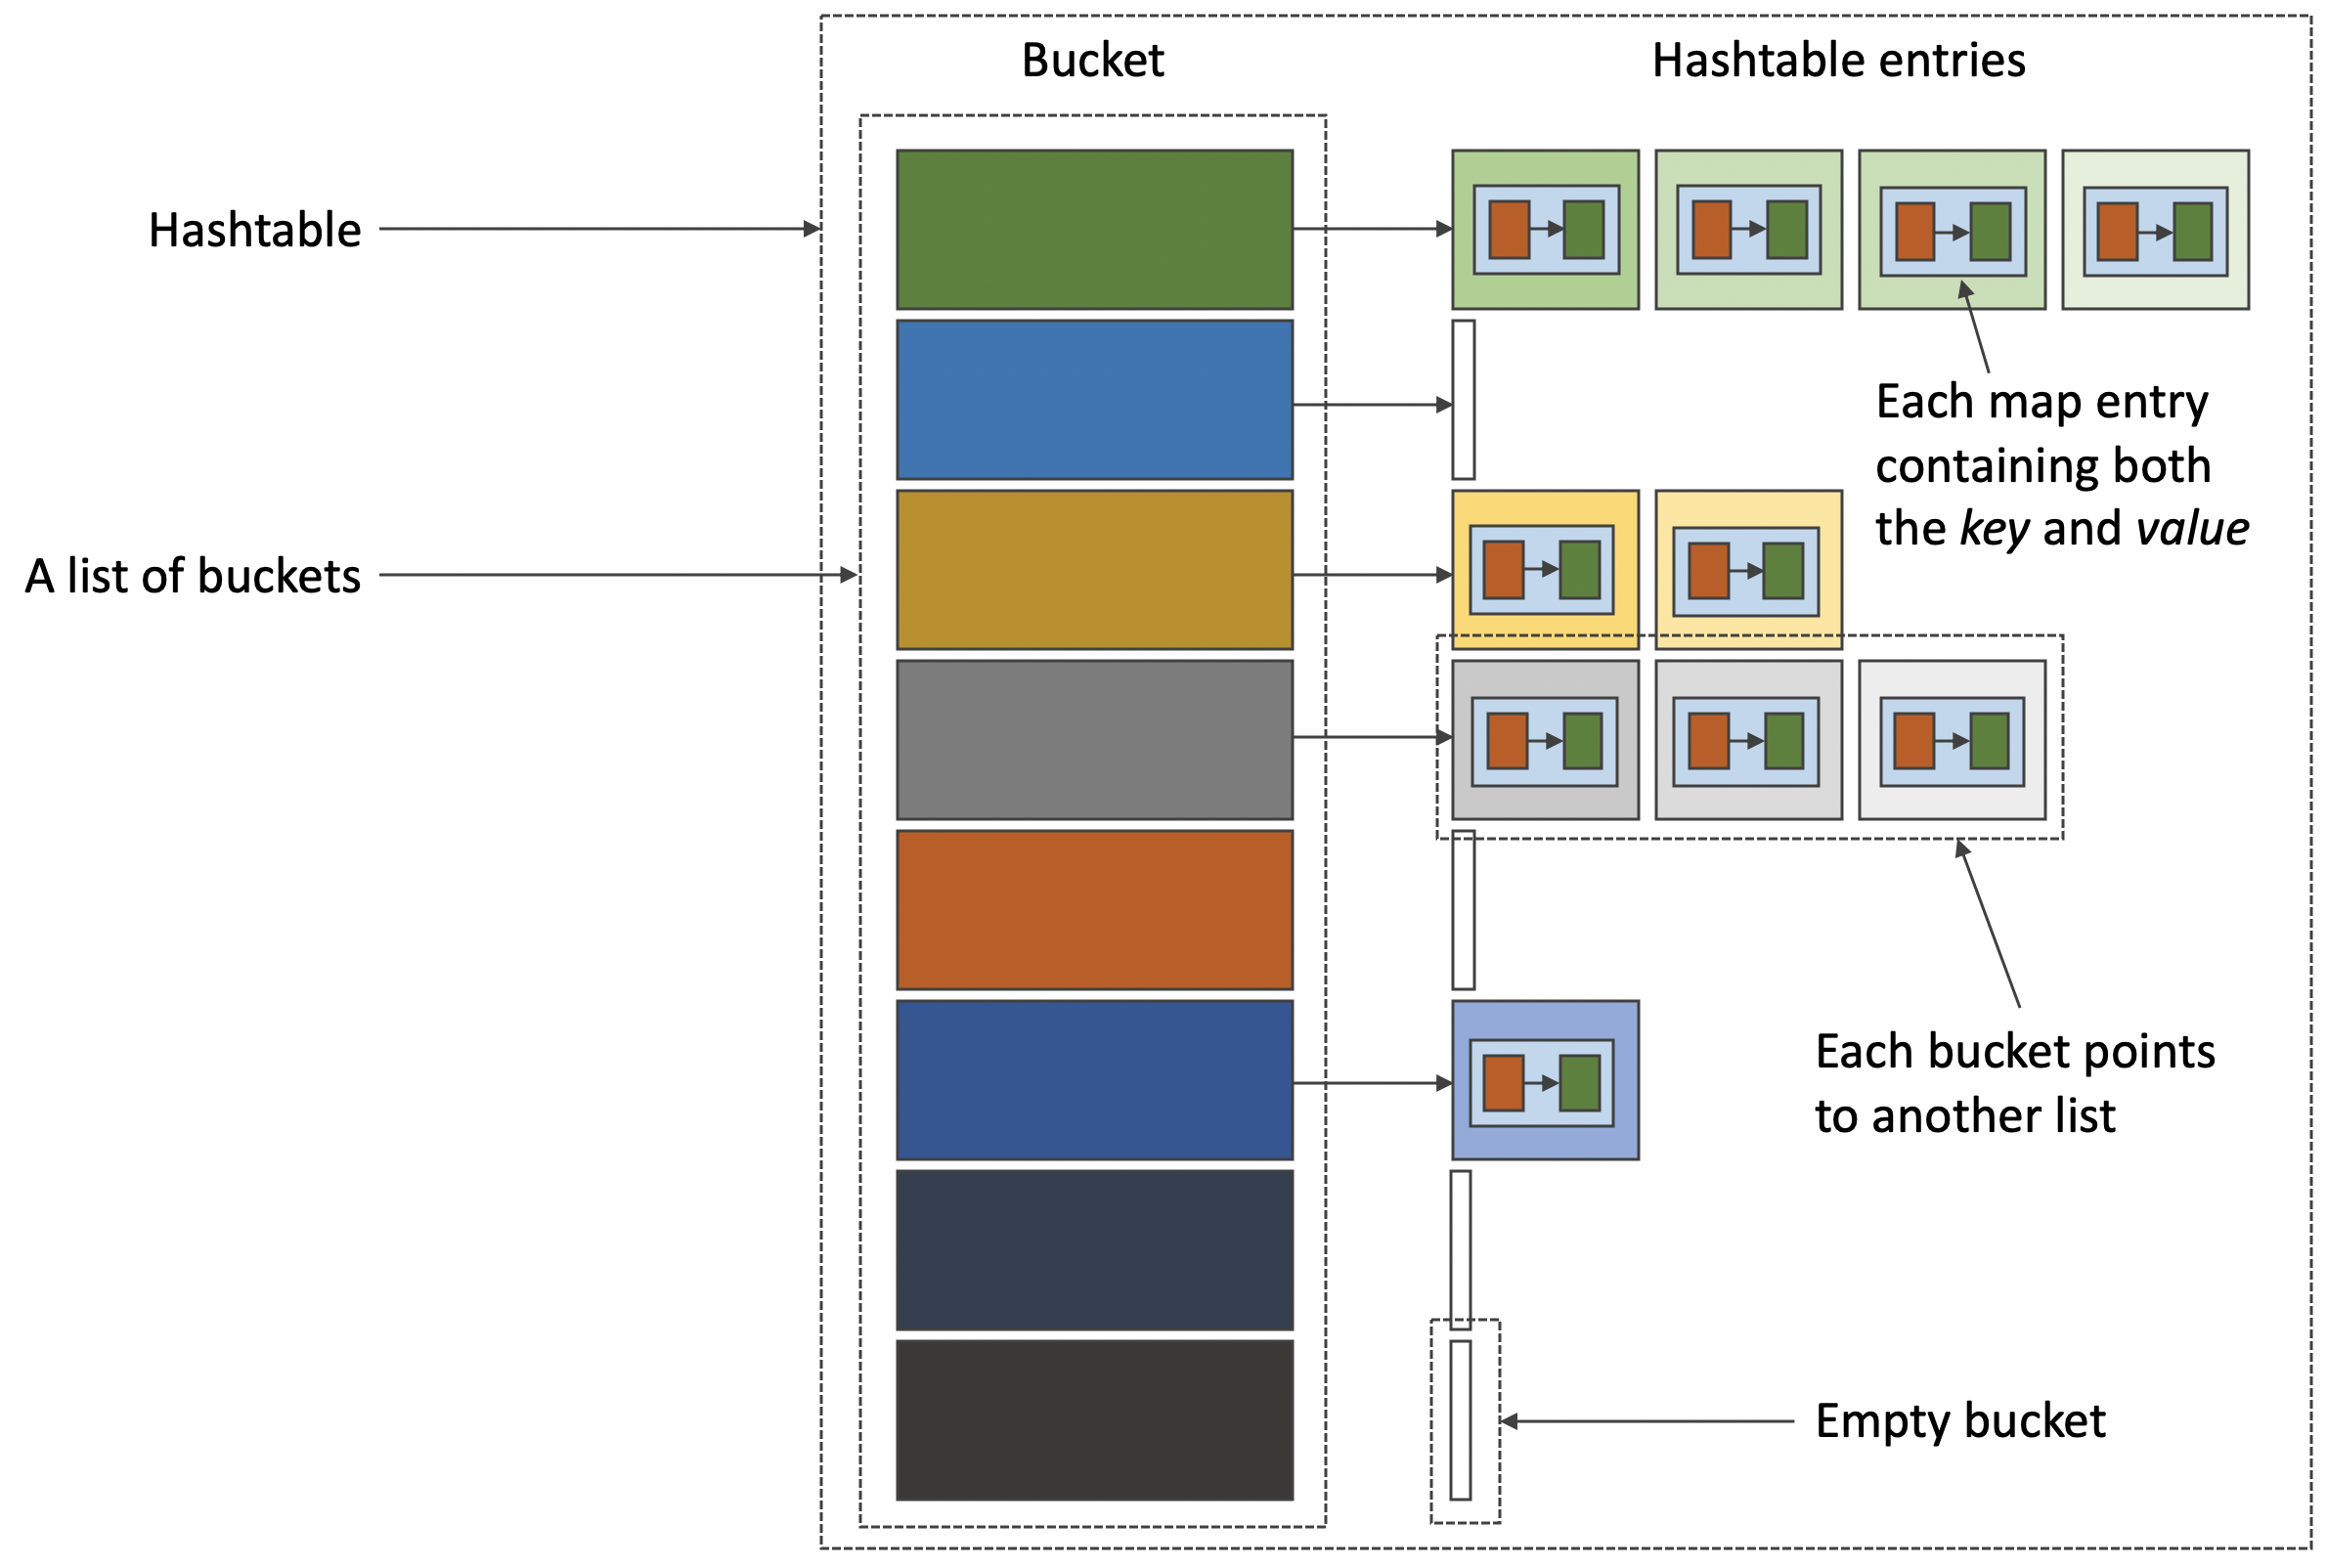 Bucket
Hashtable entries
Hashtable
Each map entry
containing both
the key and value
A list of buckets
Each bucket points
to another list
Empty bucket